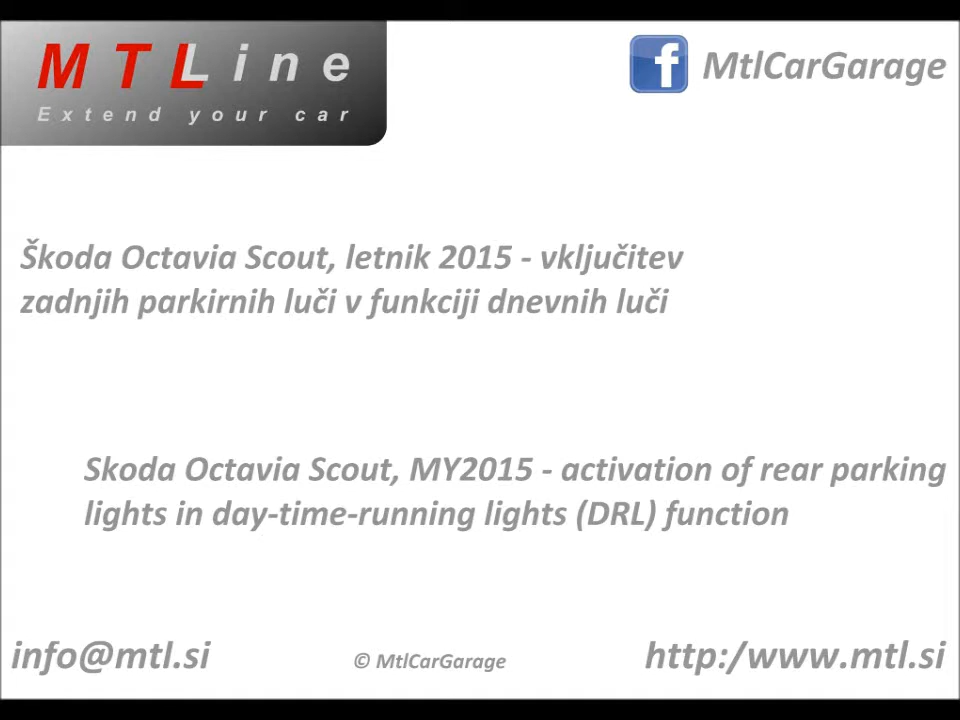 MTLLine
Extend your car
MtlCarGarage
Škoda Octavia Scout, letnik 2015 - vključitev
zadnjih parkirnih luči v funkciji dnevnih luči
Skoda Octavia Scout, MY2015 - activation of rear parking
lights in day-time-running lights (DRL) function
info@mtl.si
© MtlCarGarage
http:/www.mtl.si